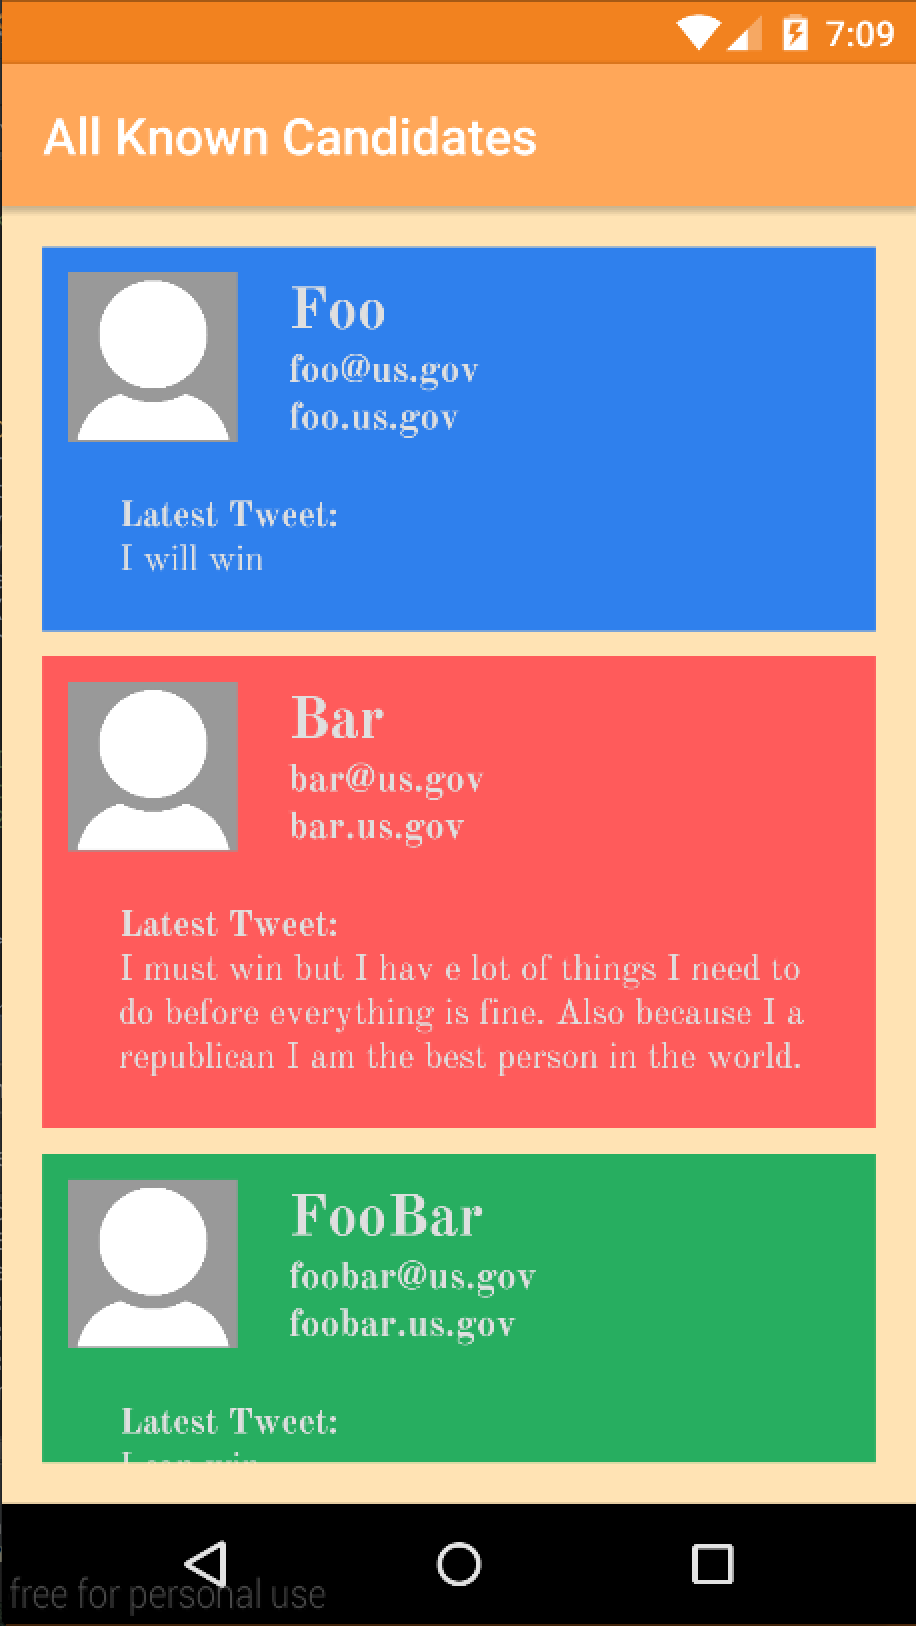 7:09
All Known Candidates
Foo
foo@us.gov
foo.us.gov
Latest Tweet:
I will win
Bar
bar@us.gov
bar.us.gov
Latest Tweet:
I must win but I hav e lot of things I need to
do before everything is fine. Also because I a
republican I am the best person in the world.
FooBar
foobar@us.gov
foobar.us.gov
Latest Tweet:
I can win
free for personal use